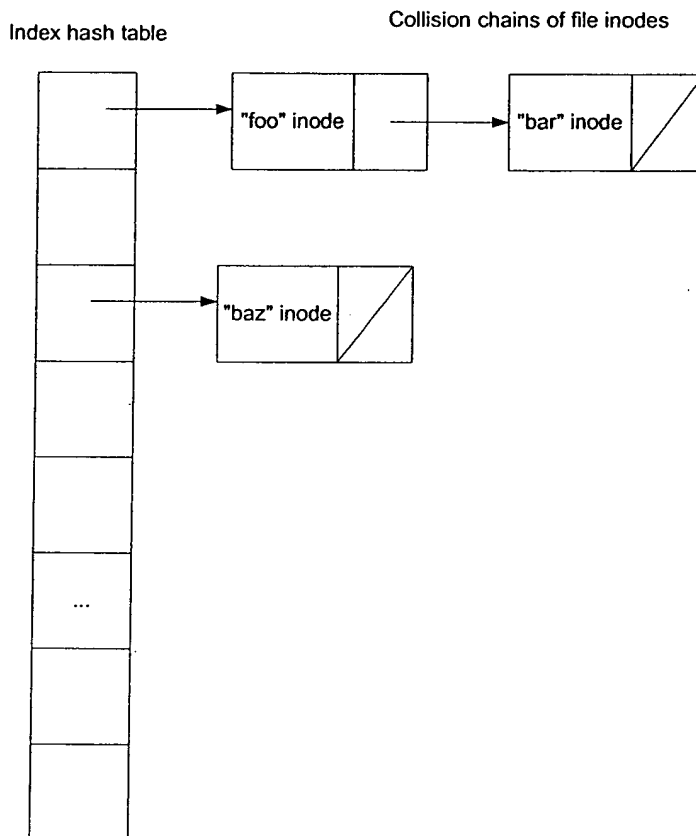 Index hash table
Collision chains of file inodes
"foo" inode
"bar" inode
"baz" inode
...